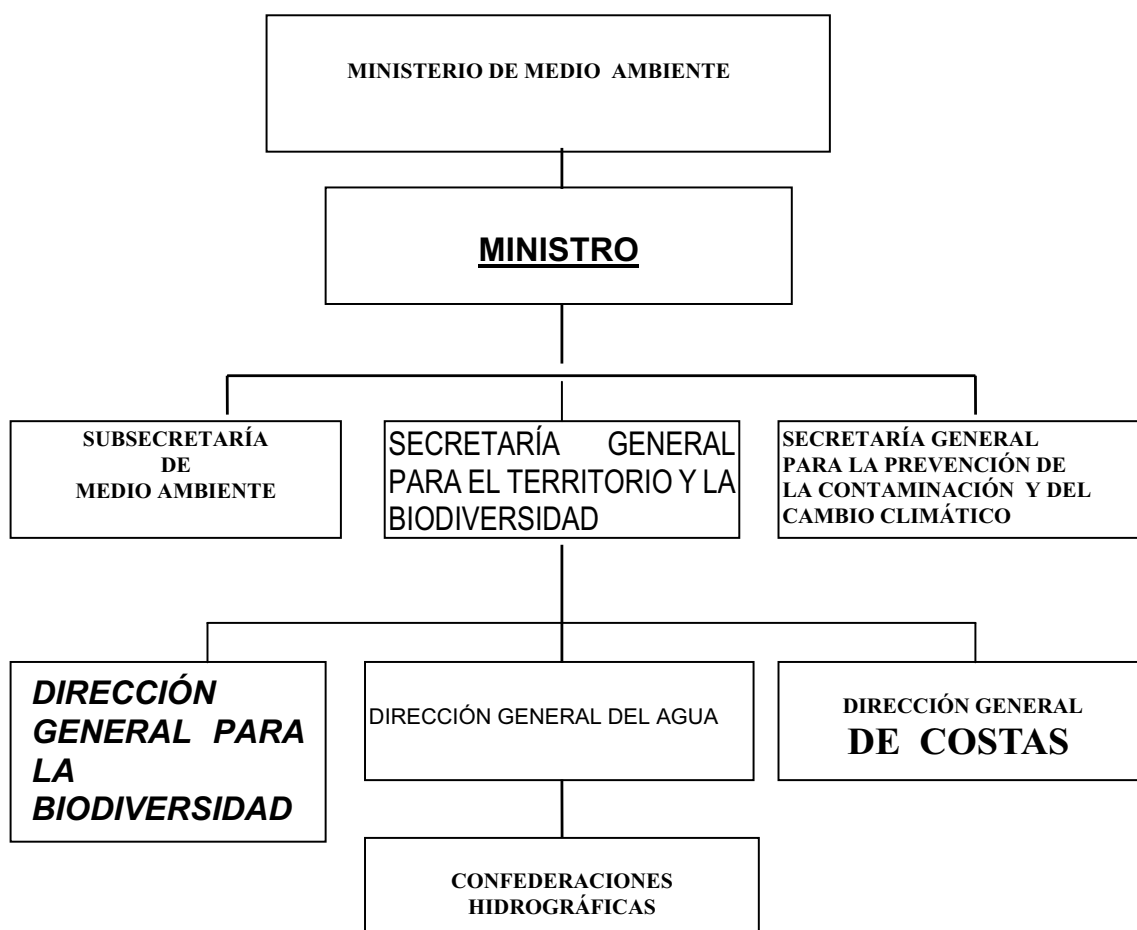 MINISTERIO DE MEDIO AMBIENTE
MINISTRO
SUBSECRETARÍA
DE
MEDIO AMBIENTE
SECRETARÍA GENERAL
PARA EL TERRITORIO Y LA
BIODIVERSIDAD
SECRETARÍA GENERAL
PARA LA PREVENCIÓN DE
LA CONTAMINACIÓN Y DEL
CAMBIO CLIMÁTICO
DIRECCIÓN
GENERAL PARA
LA
BIODIVERSIDAD
DIRECCIÓN GENERAL DEL AGUA
DIRECCIÓN GENERAL
DE COSTAS
CONFEDERACIONES
HIDROGRÁFICAS